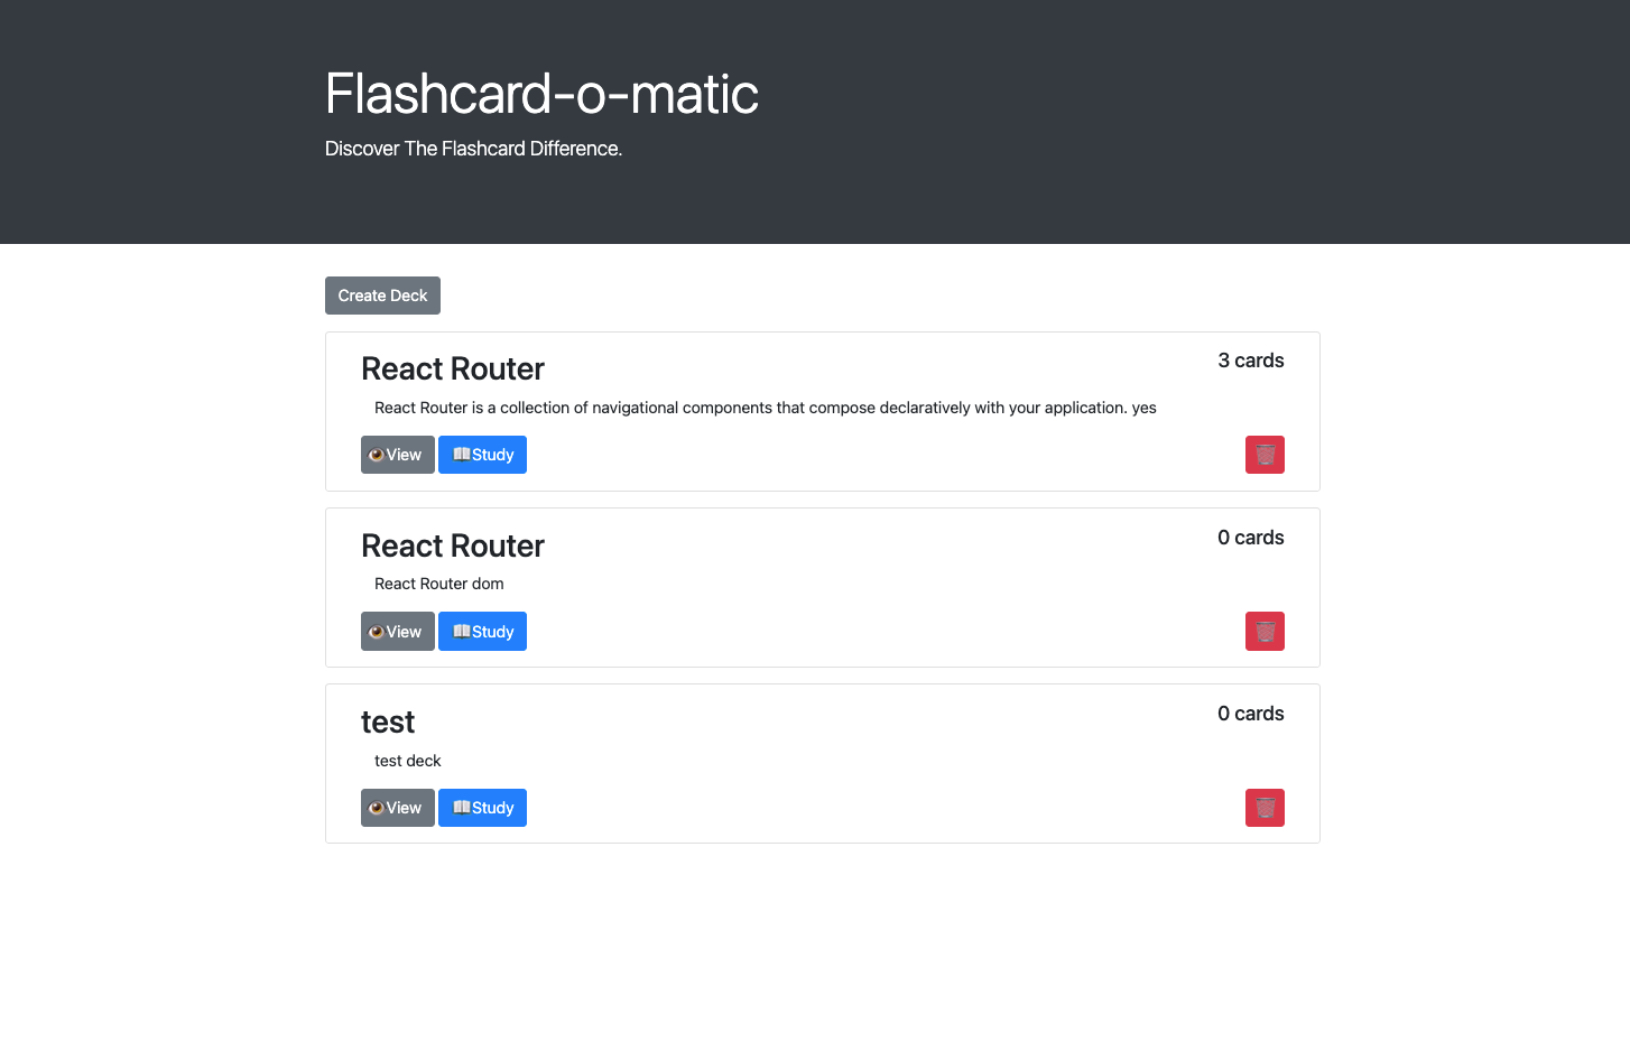 Flashcard-o-matic
Discover The Flashcard Difference.
Create Deck
React Router
3 cards
React Router is a collection of navigational components that compose declaratively with your application. yes
View
Study
React Router
0 cards
React Router dom
View
Study
test
0 cards
test deck
View
Study